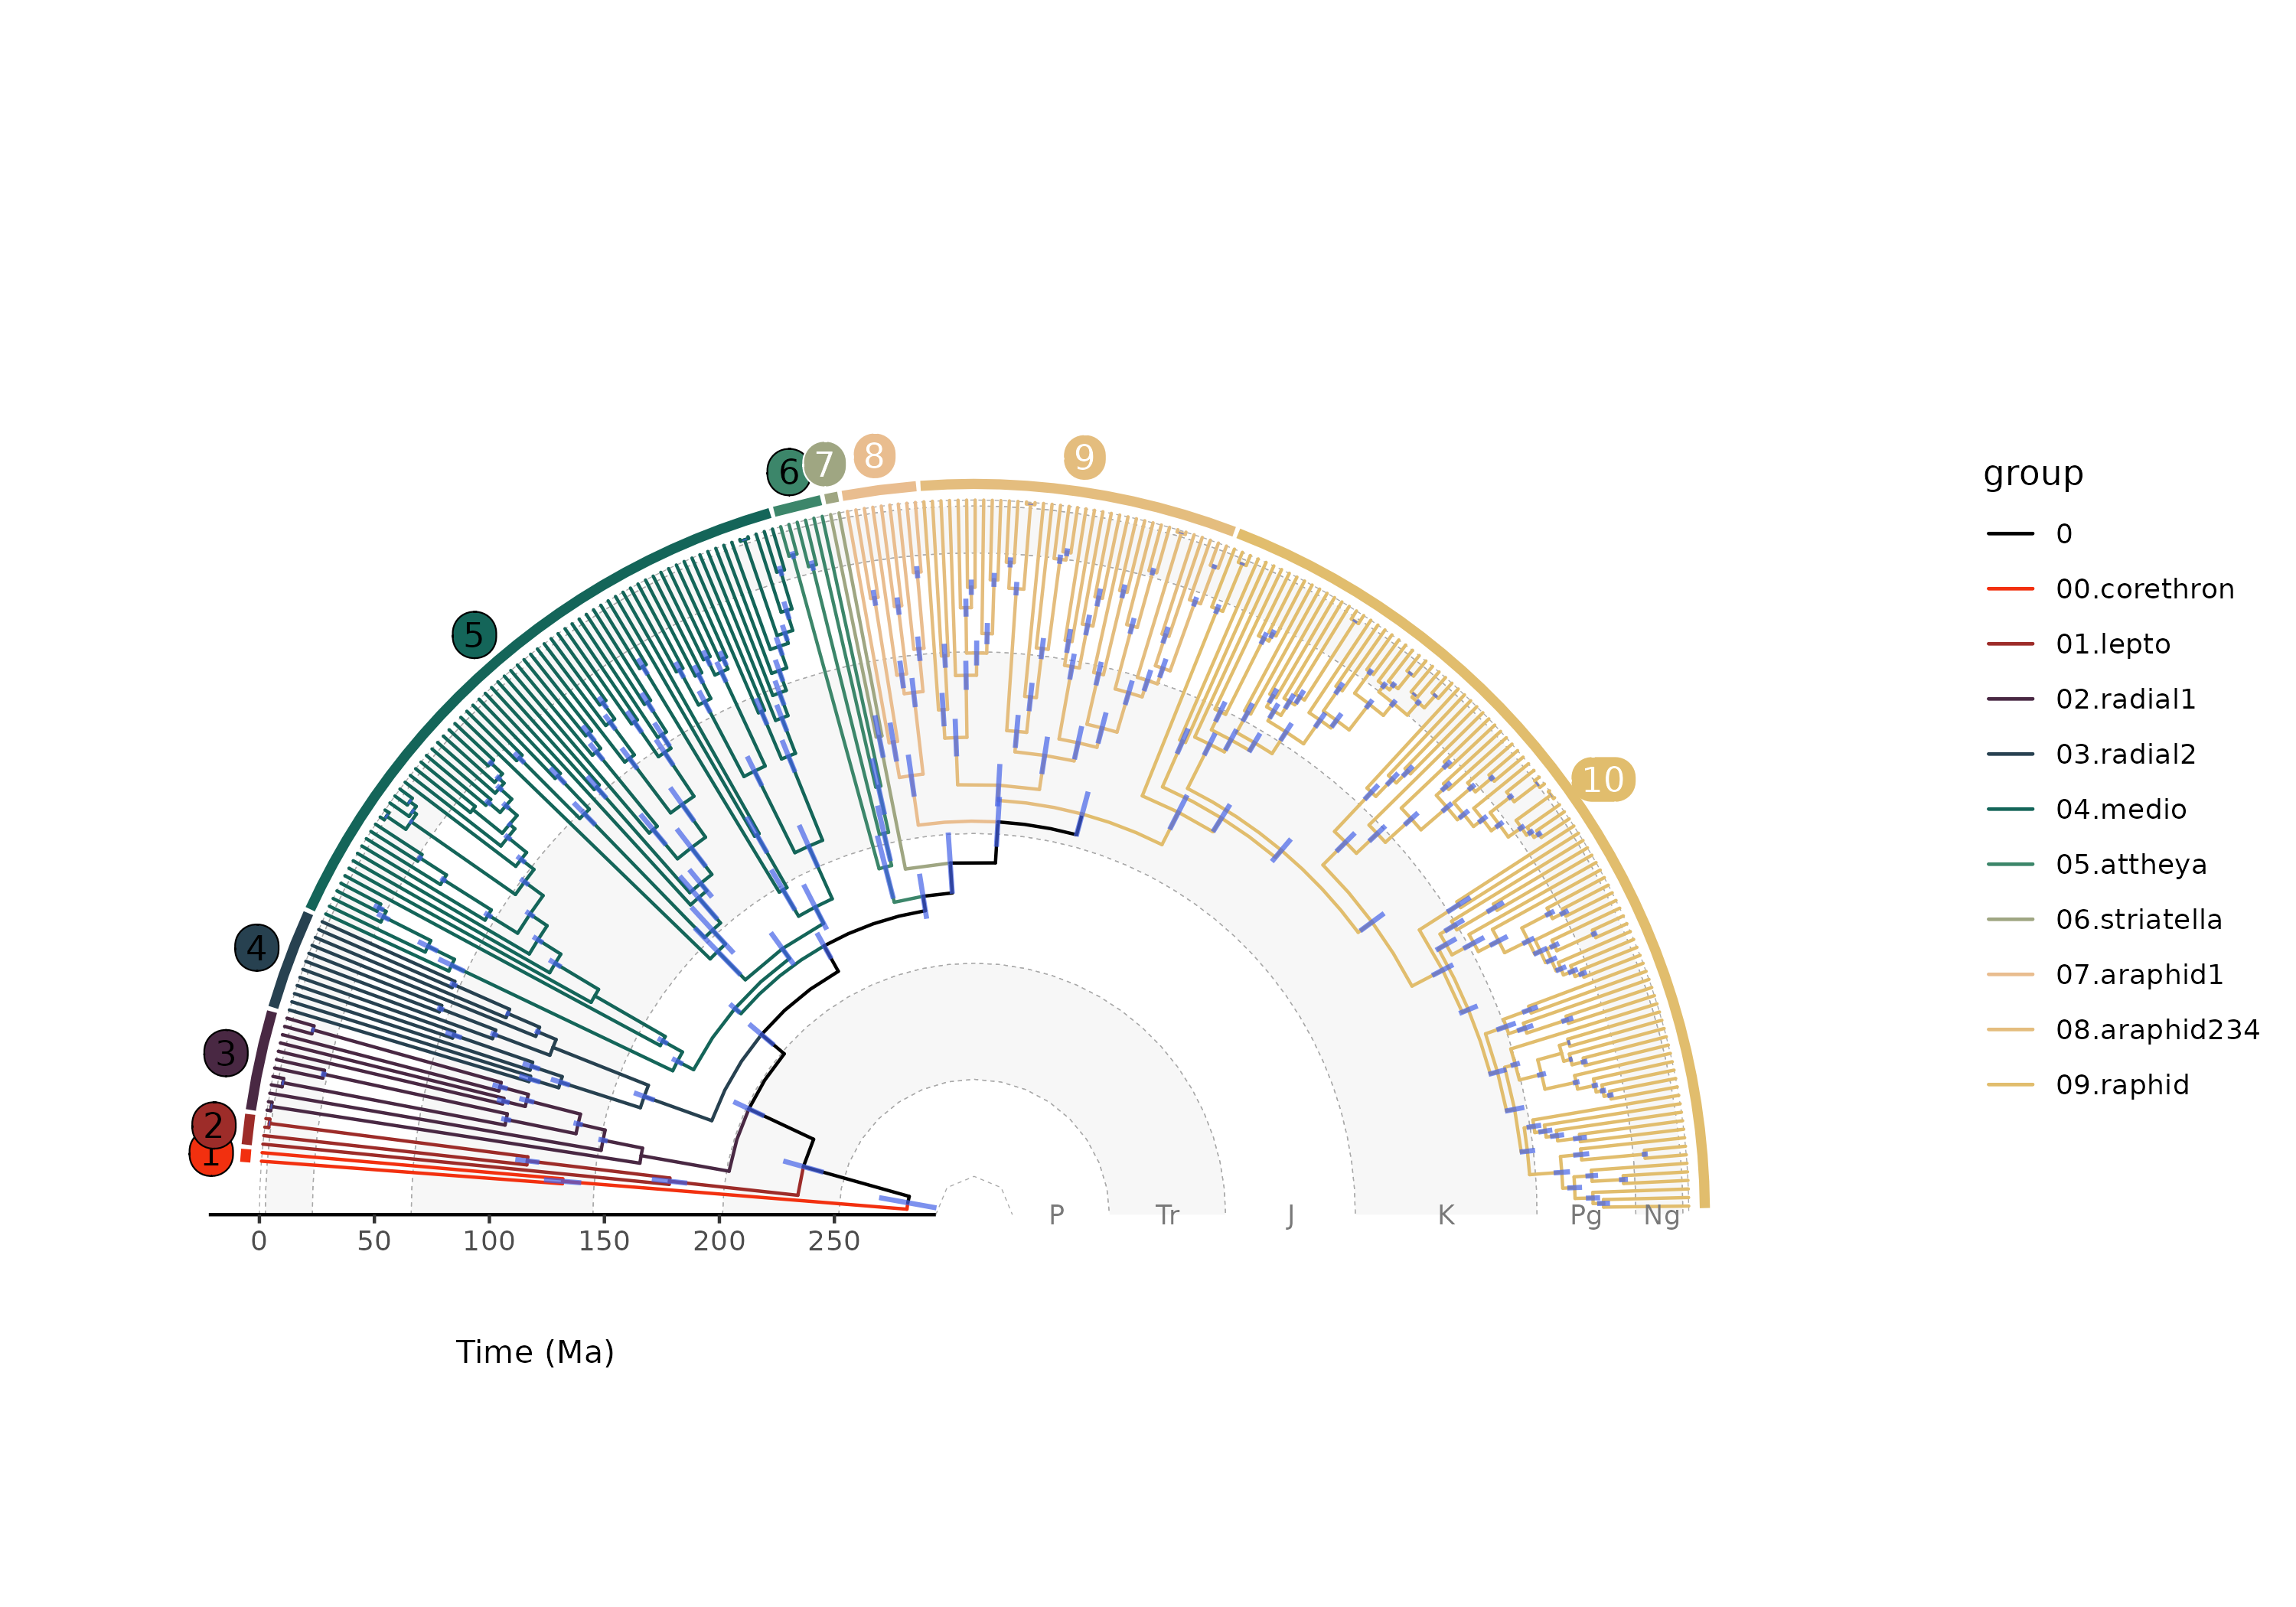 8
9
6
7
5
10
4
3
2
1
P
Tr
J
K
Pg
Ng
0
50
100
150
200
250
Time (Ma)
group
0
00.corethron
01.lepto
02.radial1
03.radial2
04.medio
05.attheya
06.striatella
07.araphid1
08.araphid234
09.raphid